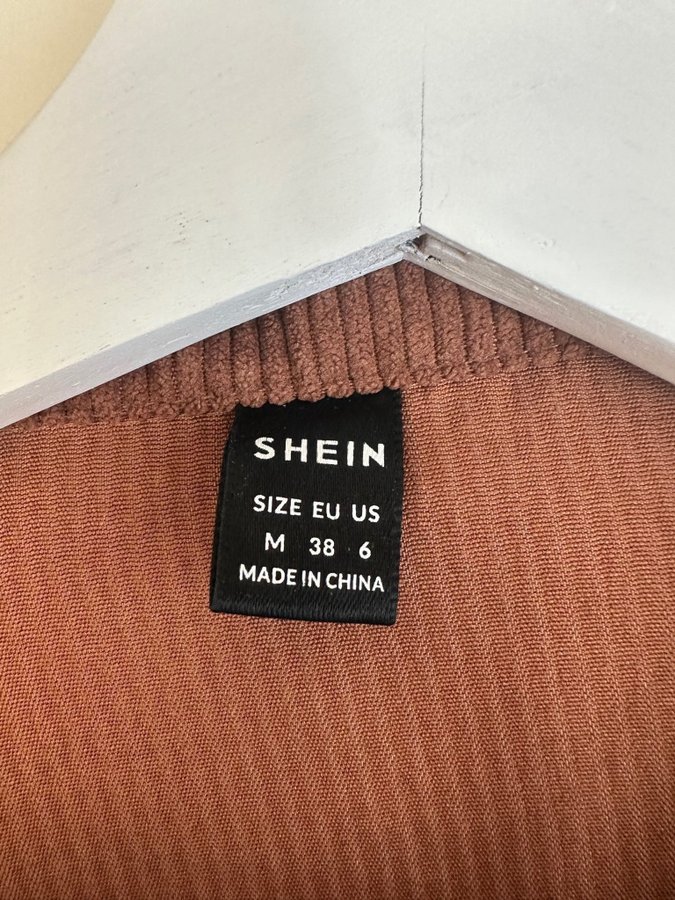 SHEIN
SIZE EU US
M 38 6
MADE IN CHINA